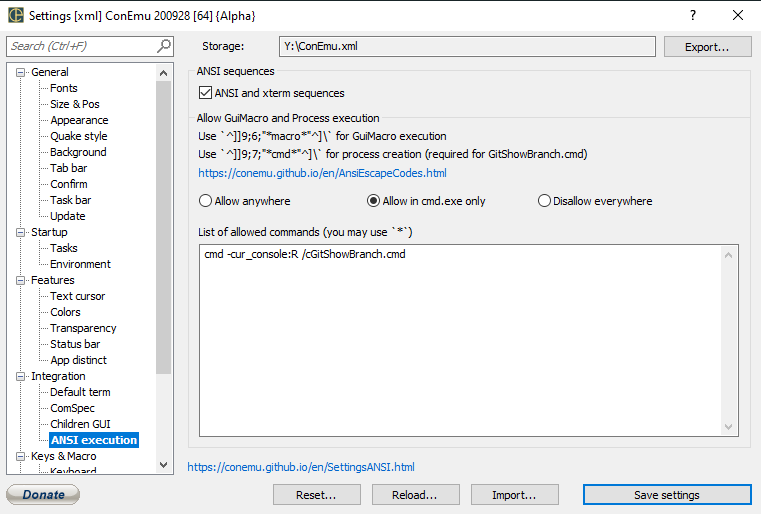 Settings [xml] ConEmu 200928 [64] {Alpha}
Search (Ctrl+F)
Storage:
Y:\ConEmu.xml
Export...
General
Fonts
Size & Pos
Appearance
Quake style
Background
Tab bar
Confirm
Task bar
Update
Startup
Tasks
Environment
Features
Text cursor
Colors
Transparency
Status bar
App distinct
Integration
Default term
ComSpec
Children GUI
ANSI execution
Keys & Macro
Keyboard
ANSI sequences
ANSI and xterm sequences
Allow GuiMacro and Process execution
Use `^]]9;6;"*macro*"^]\` for GuiMacro execution
Use `^]]9;7;"*cmd*"^]\` for process creation (required for GitShowBranch.cmd)
https://conemu.github.io/en/AnsiEscapeCodes.html
Allow anywhere
Allow in cmd.exe only
Disallow everywhere
List of allowed commands (you may use `*`)
cmd -cur_console:R /cGitShowBranch.cmd
https://conemu.github.io/en/SettingsANSI.html
Donate
Reset...
Reload...
Import...
Save settings